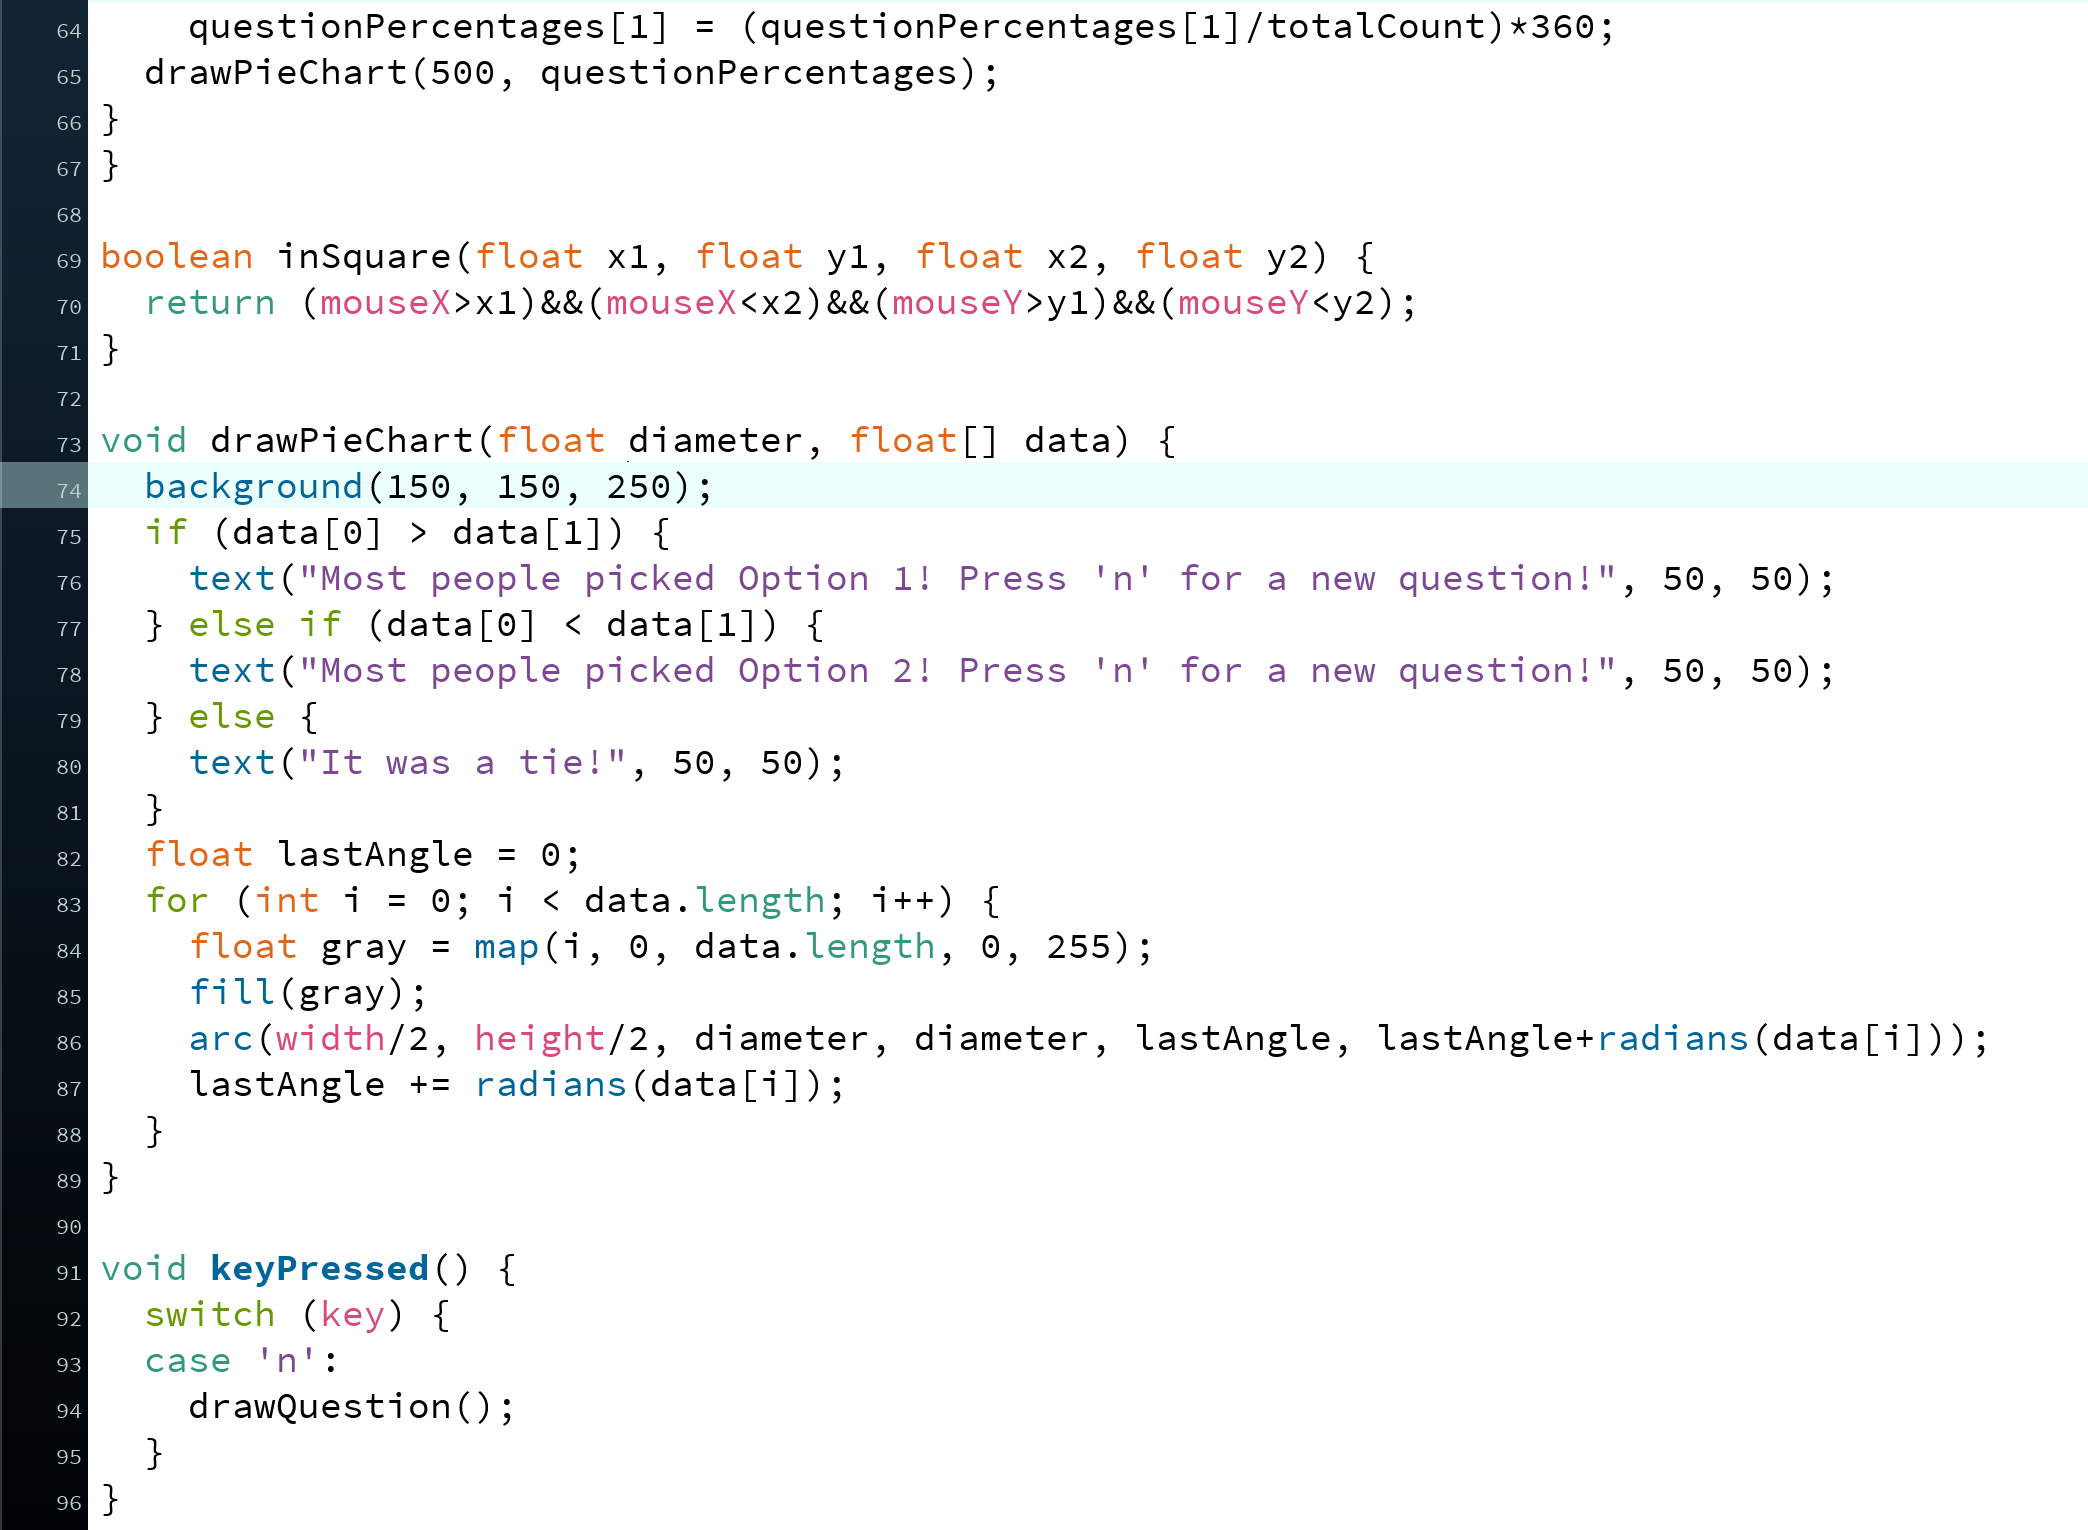 64     questionPercentages[1] = (questionPercentages[1]/totalCount)*360;
65   drawPieChart(500, questionPercentages);
66 }
67 }
68
69 boolean inSquare(float x1, float y1, float x2, float y2) {
70   return (mouseX>x1)&&(mouseX<x2)&&(mouseY>y1)&&(mouseY<y2);
71 }
72
73 void drawPieChart(float diameter, float[] data) {
74   background(150, 150, 250);
75   if (data[0] > data[1]) {
76     text("Most people picked Option 1! Press 'n' for a new question!", 50, 50);
77   } else if (data[0] < data[1]) {
78     text("Most people picked Option 2! Press 'n' for a new question!", 50, 50);
79   } else {
80     text("It was a tie!", 50, 50);
81   }
82   float lastAngle = 0;
83   for (int i = 0; i < data.length; i++) {
84     float gray = map(i, 0, data.length, 0, 255);
85     fill(gray);
86     arc(width/2, height/2, diameter, diameter, lastAngle, lastAngle+radians(data[i]));
87     lastAngle += radians(data[i]);
88   }
89 }
90
91 void keyPressed() {
92   switch (key) {
93   case 'n':
94     drawQuestion();
95   }
96 }